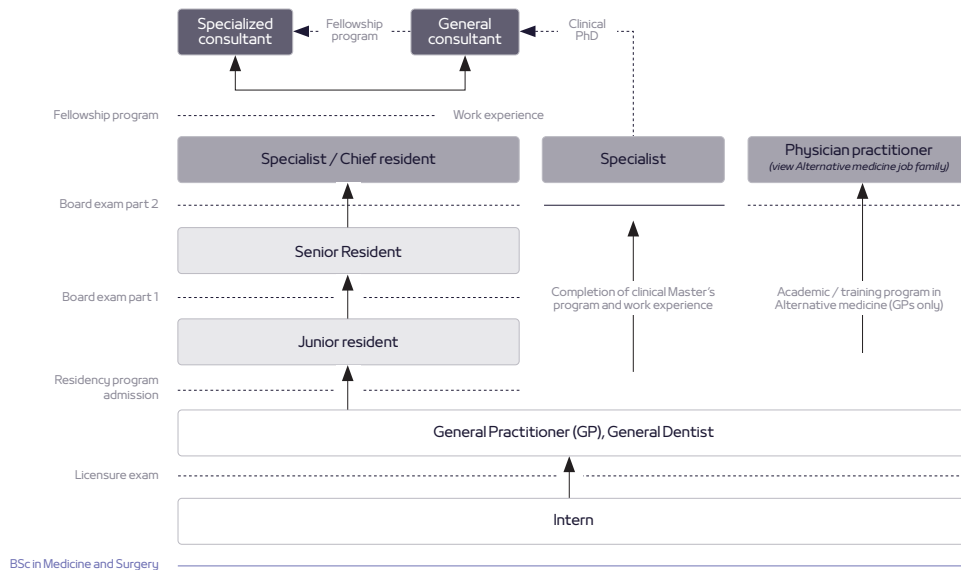 Specialized
consultant
Fellowship
program
General
consultant
Clinical
PhD
Fellowship program
Work experience
Specialist / Chief resident
Specialist
Physician practitioner
(view Alternative medicine job family)
Board exam part 2
Senior Resident
Board exam part 1
Completion of clinical Master's
program and work experience
Academic / training program in
Alternative medicine (GPs only)
Junior resident
Residency program
admission
General Practitioner (GP), General Dentist
Licensure exam
Intern
BSc in Medicine and Surgery